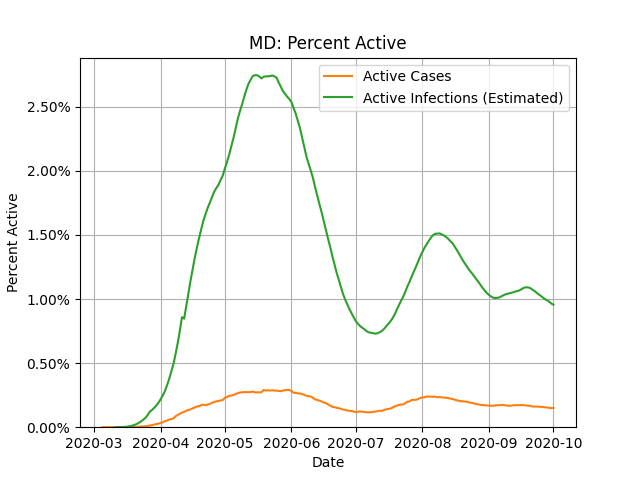 MD: Percent Active
Active Cases
Active Infections (Estimated)
Percent Active
2.50%
2.00%
1.50%
1.00%
0.50%
0.00%
2020-03 2020-04 2020-05 2020-06 2020-07 2020-08 2020-09 2020-10
Date